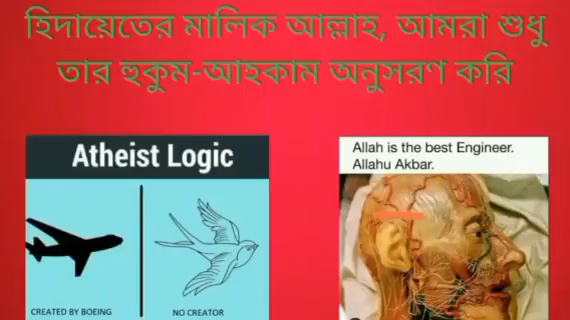 হিদায়েতের মালিক আল্লাহ, আমরা শুধু
তার হুকুম-আহকাম অনুসরণ করি
Atheist Logic
CREATED BY BOEING
NO CREATOR
Allah is the best Engineer.
Allahu Akbar.